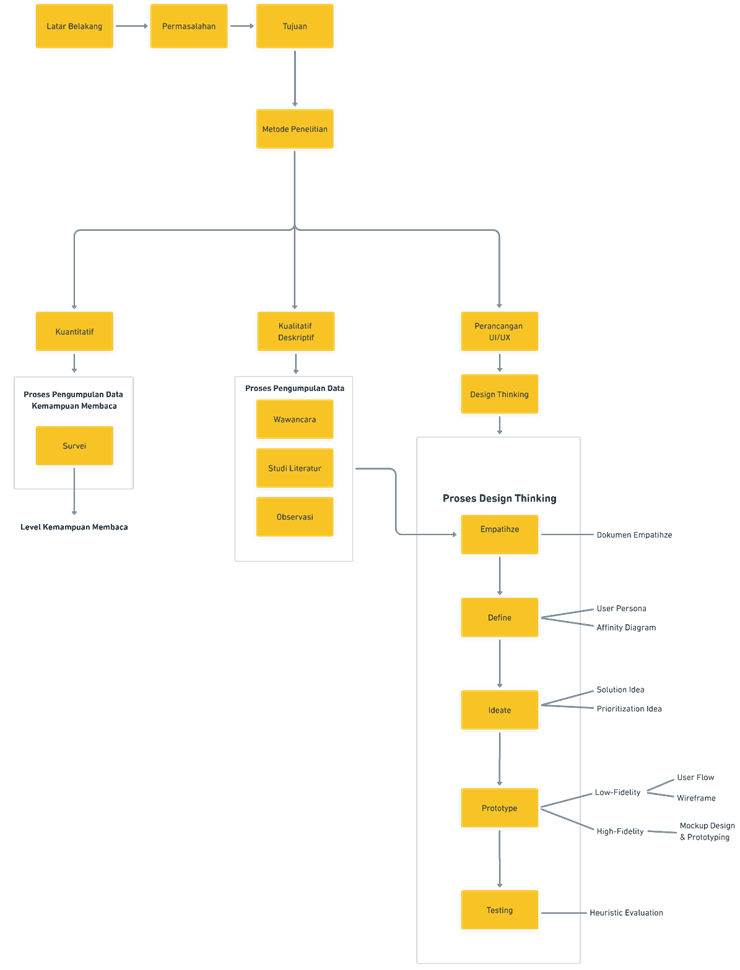 Latar Belakang
Permasalahan
Tujuan
Metode Penelitian
Kuantitatif
Kualitatif
Deskriptif
Perancangan
UI/UX
Proses Pengumpulan Data
Kemampuan Membaca
Survei
Level Kemampuan Membaca
Proses Pengumpulan Data
Wawancara
Studi Literatur
Observasi
Design Thinking
Proses Design Thinking
Empatihze
Dokumen Empatihze
Define
User Persona
Affinity Diagram
Ideate
Solution Idea
Prioritization Idea
Prototype
Low-Fidelity
User Flow
Wireframe
High-Fidelity
Mockup Design
& Prototyping
Testing
Heuristic Evaluation